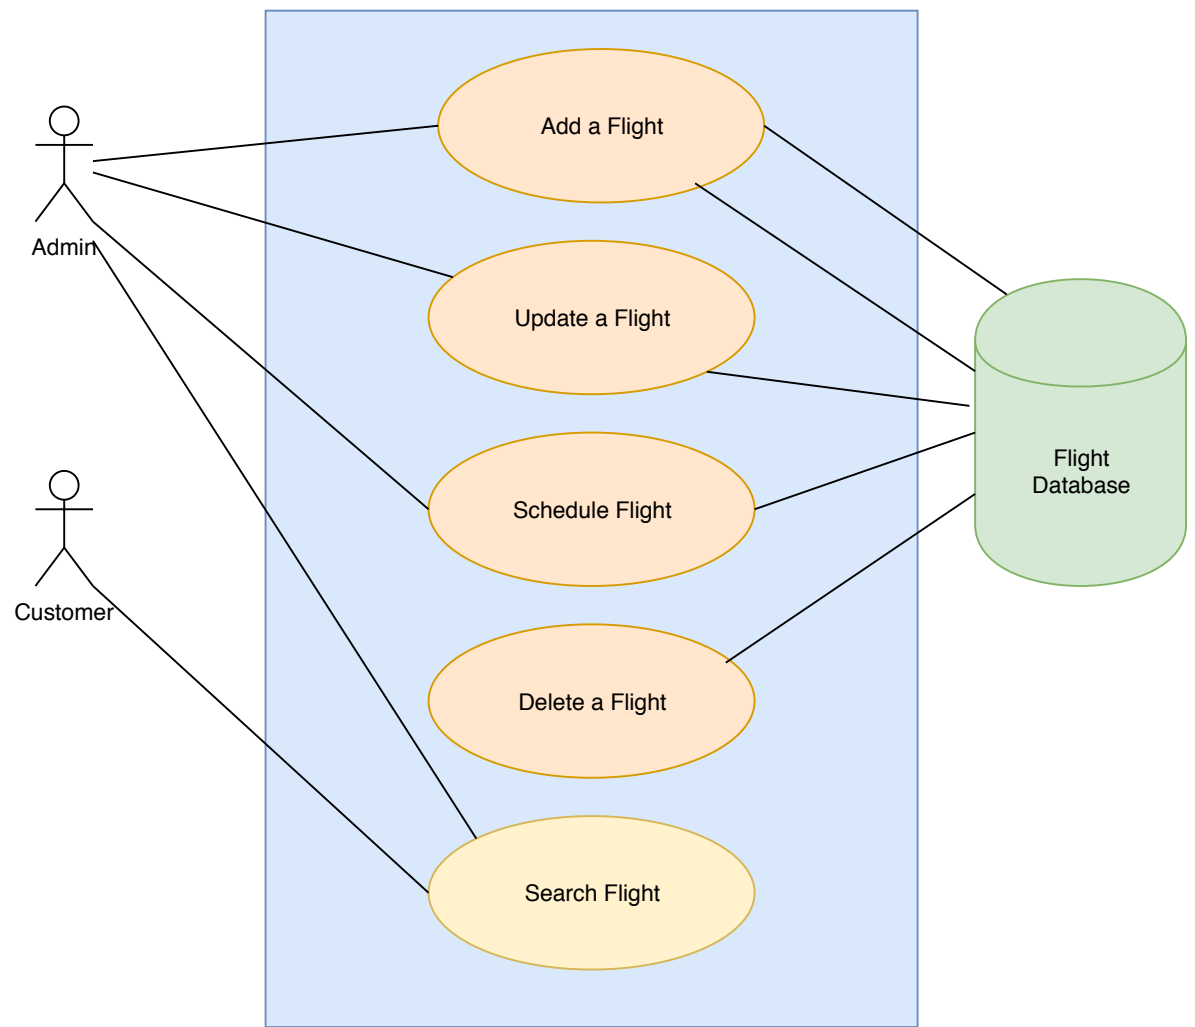 Add a Flight
Admin
Update a Flight
Flight
Database
Schedule Flight
Customer
Delete a Flight
Search Flight